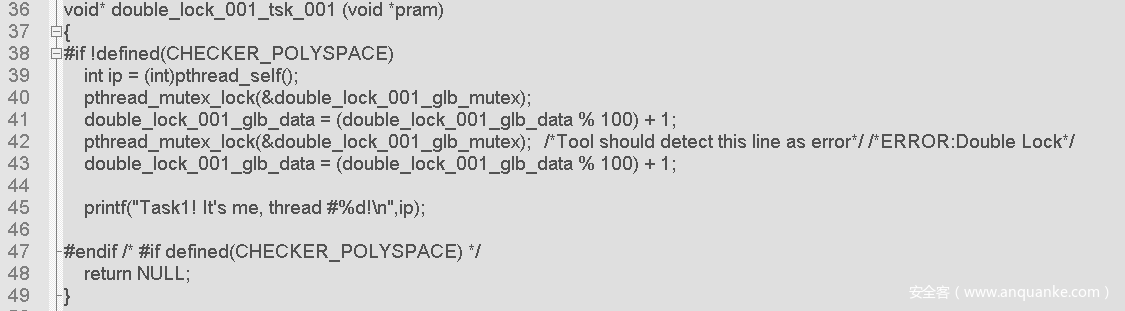 36 void* double_lock_001_tsk_001 (void *pram)
37 {
38 #if !defined(CHECKER_POLYSPACE)
39 int ip = (int)pthread_self();
40 pthread_mutex_lock(&double_lock_001_glb_mutex);
41 double_lock_001_glb_data = (double_lock_001_glb_data % 100) + 1;
42 pthread_mutex_lock(&double_lock_001_glb_mutex); /*Tool should detect this line as error*/ /*ERROR:Double Lock*/
43 double_lock_001_glb_data = (double_lock_001_glb_data % 100) + 1;
44
45 printf("Task1! It's me, thread #%d!\n",ip);
46
47 #endif /* #if defined(CHECKER_POLYSPACE) */
48 return NULL;
49 }
安全客（www.anquanke.com）